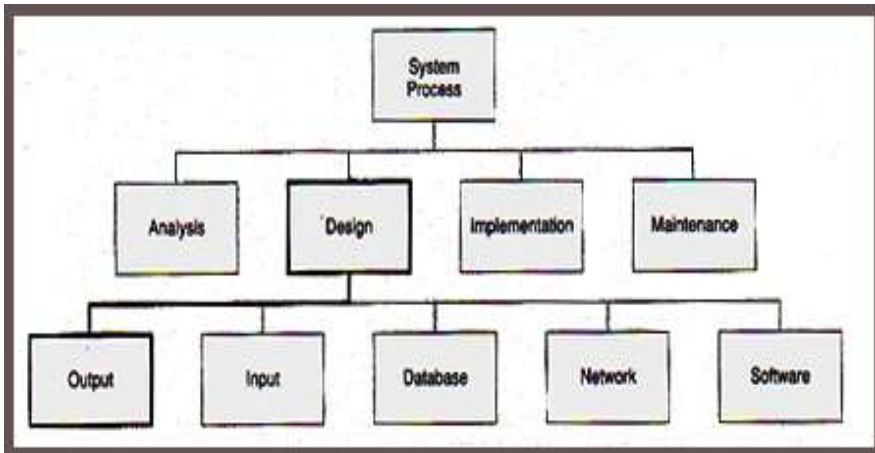 System
Process
Analysis
Design
Implementation
Maintenance
Output
Input
Database
Network
Software